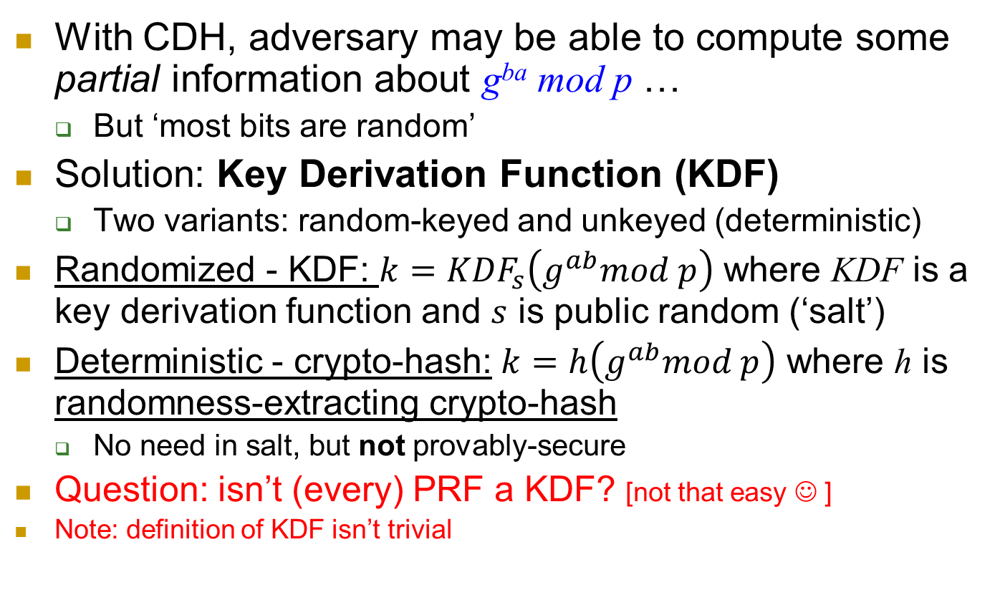 With CDH, adversary may be able to compute some
partial information about g^{ba} mod p …
But ‘most bits are random’
Solution: Key Derivation Function (KDF)
Two variants: random-keyed and unkeyed (deterministic)
Randomized - KDF: k = KDF_s(g^{ab} mod p) where KDF is a
key derivation function and s is public random (‘salt’)
Deterministic - crypto-hash: k = h(g^{ab} mod p) where h is
randomness-extracting crypto-hash
No need in salt, but not provably-secure
Question: isn’t (every) PRF a KDF? [not that easy ☺ ]
Note: definition of KDF isn’t trivial